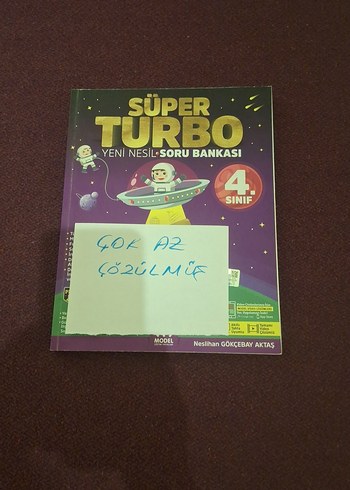 SÜPER
TURBO
YENİ NESİL • SORU BANKASI
4.
SINIF
ÇOK AZ
ÇÖZÜLMÜŞ
MODEL
Neslihan GÖKÇEBAY AKTAŞ